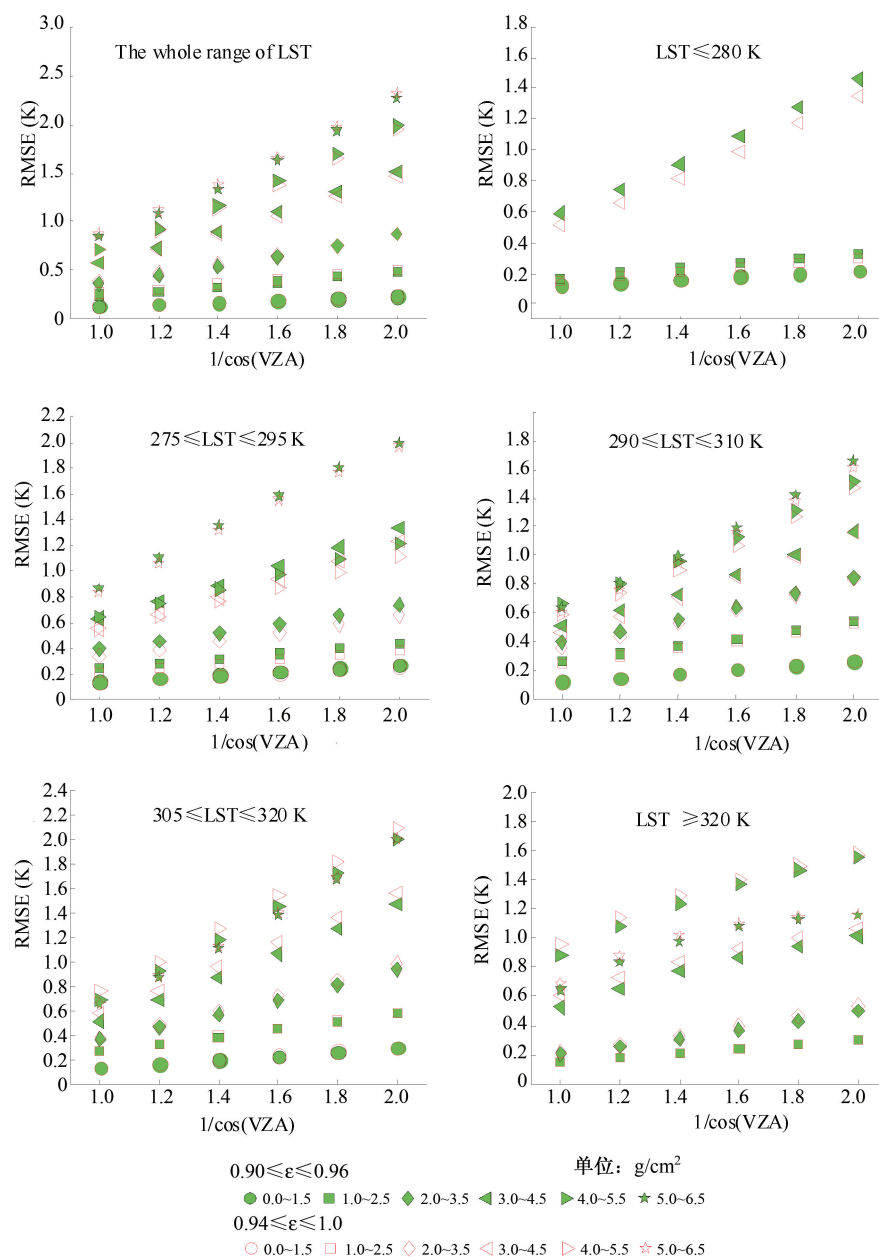 The whole range of LST
RMSE (K)
3.0
2.5
2.0
1.5
1.0
0.5
0
1.0 1.2 1.4 1.6 1.8 2.0
1/cos(VZA)
LST≤280 K
RMSE (K)
1.8
1.6
1.4
1.2
1.0
0.8
0.6
0.4
0.2
0
1.0 1.2 1.4 1.6 1.8 2.0
1/cos(VZA)
275≤LST≤295 K
RMSE (K)
2.2
2.0
1.8
1.6
1.4
1.2
1.0
0.8
0.6
0.4
0.2
0
1.0 1.2 1.4 1.6 1.8 2.0
1/cos(VZA)
290≤LST≤310 K
RMSE (K)
1.8
1.6
1.4
1.2
1.0
0.8
0.6
0.4
0.2
0
1.0 1.2 1.4 1.6 1.8 2.0
1/cos(VZA)
305≤LST≤320 K
RMSE (K)
2.4
2.2
2.0
1.8
1.6
1.4
1.2
1.0
0.8
0.6
0.4
0.2
0
1.0 1.2 1.4 1.6 1.8 2.0
1/cos(VZA)
LST ≥320 K
RMSE (K)
2.0
1.8
1.6
1.4
1.2
1.0
0.8
0.6
0.4
0.2
0
1.0 1.2 1.4 1.6 1.8 2.0
1/cos(VZA)
0.90≤ε≤0.96 单位：g/cm²
0.0~1.5 1.0~2.5 2.0~3.5 3.0~4.5 4.0~5.5 5.0~6.5
0.94≤ε≤1.0
0.0~1.5 1.0~2.5 2.0~3.5 3.0~4.5 4.0~5.5 5.0~6.5